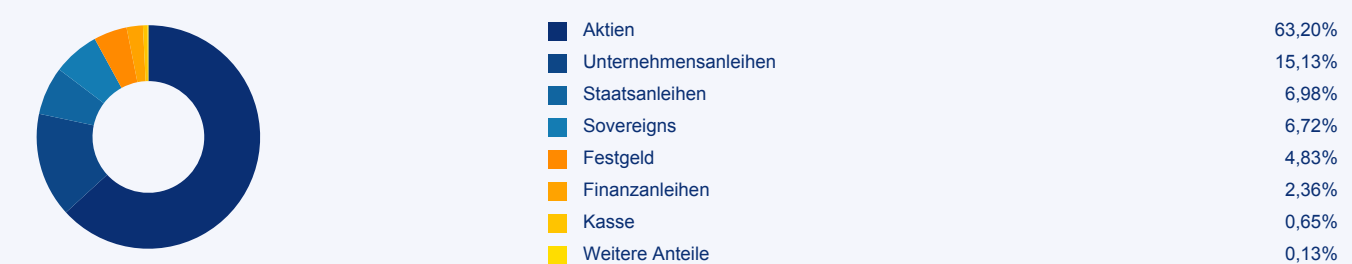 Aktien 63,20%
Unternehmensanleihen 15,13%
Staatsanleihen 6,98%
Sovereigns 6,72%
Festgeld 4,83%
Finanzanleihen 2,36%
Kasse 0,65%
Weitere Anteile 0,13%